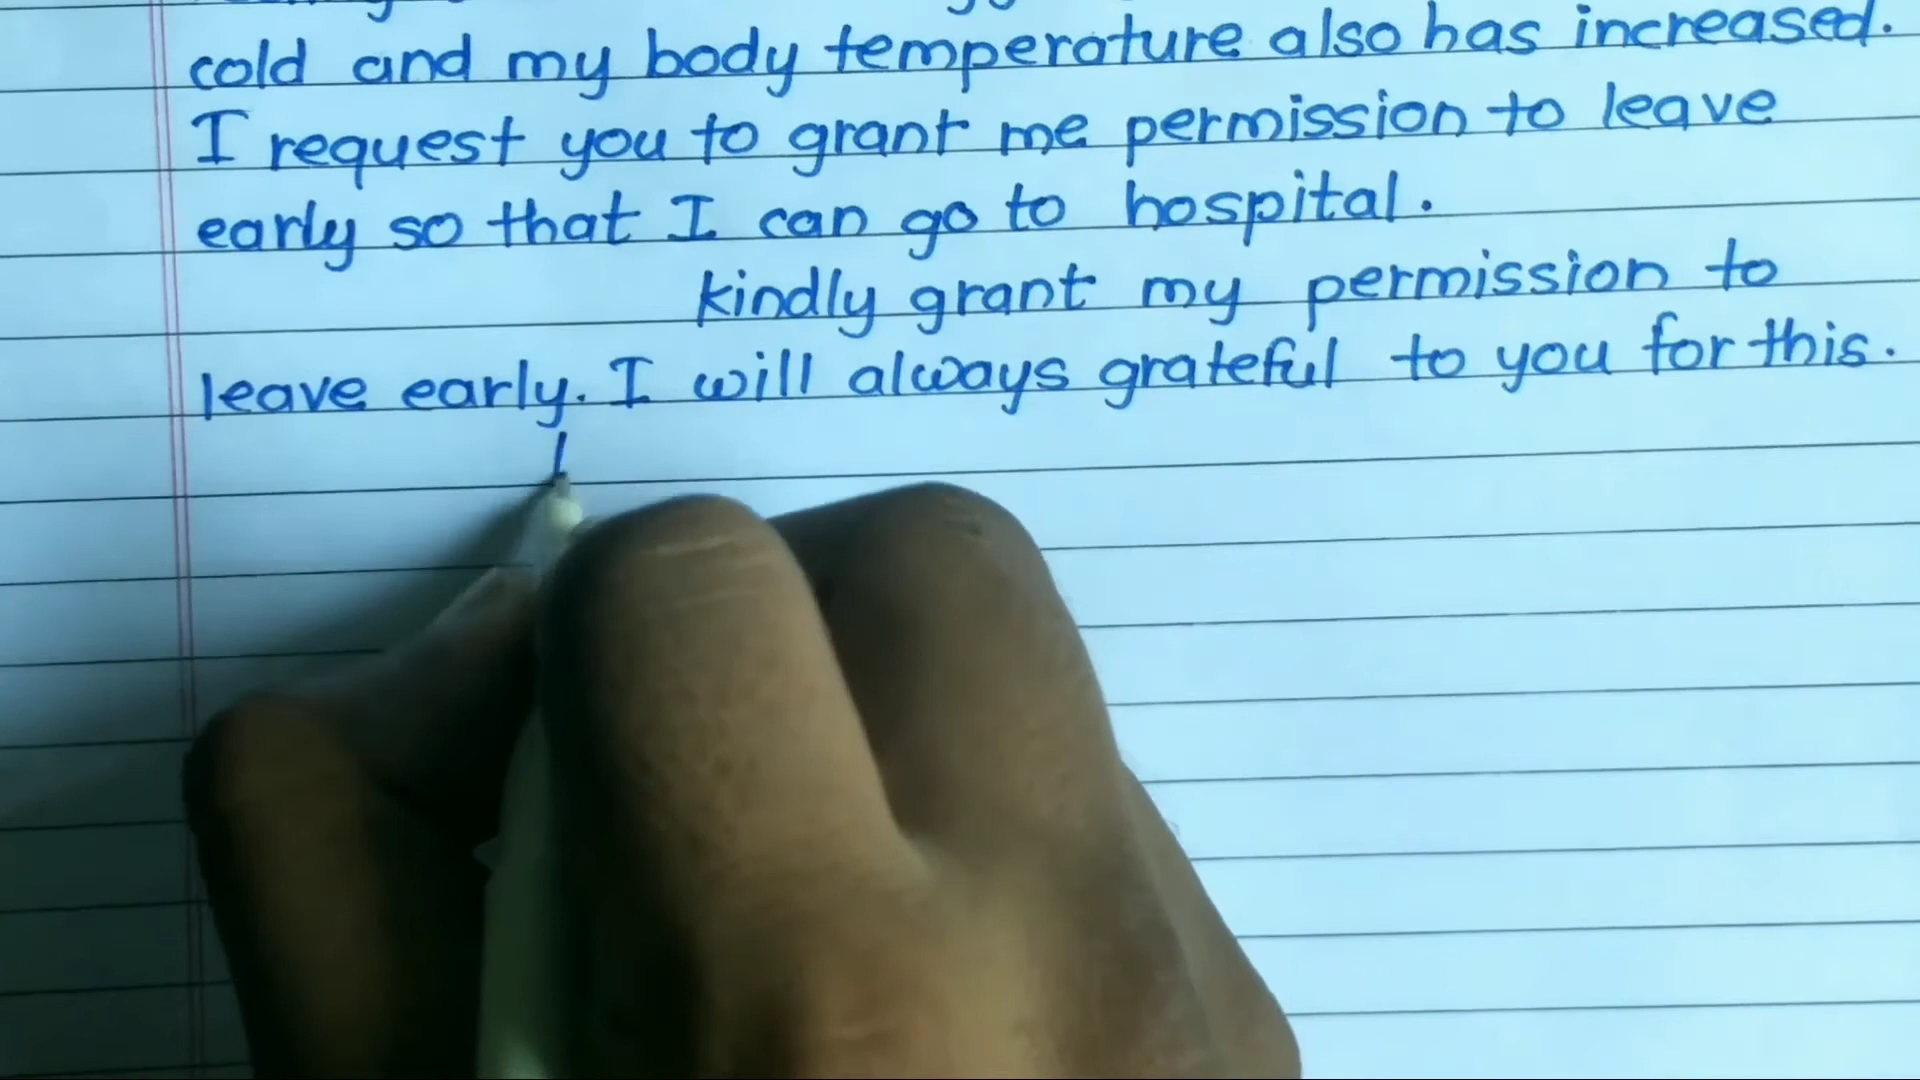 cold and my body temperature also has increased.
I request you to grant me permission to leave
early so that I can go to hospital.
kindly grant my permission to
leave early. I will always grateful to you for this.